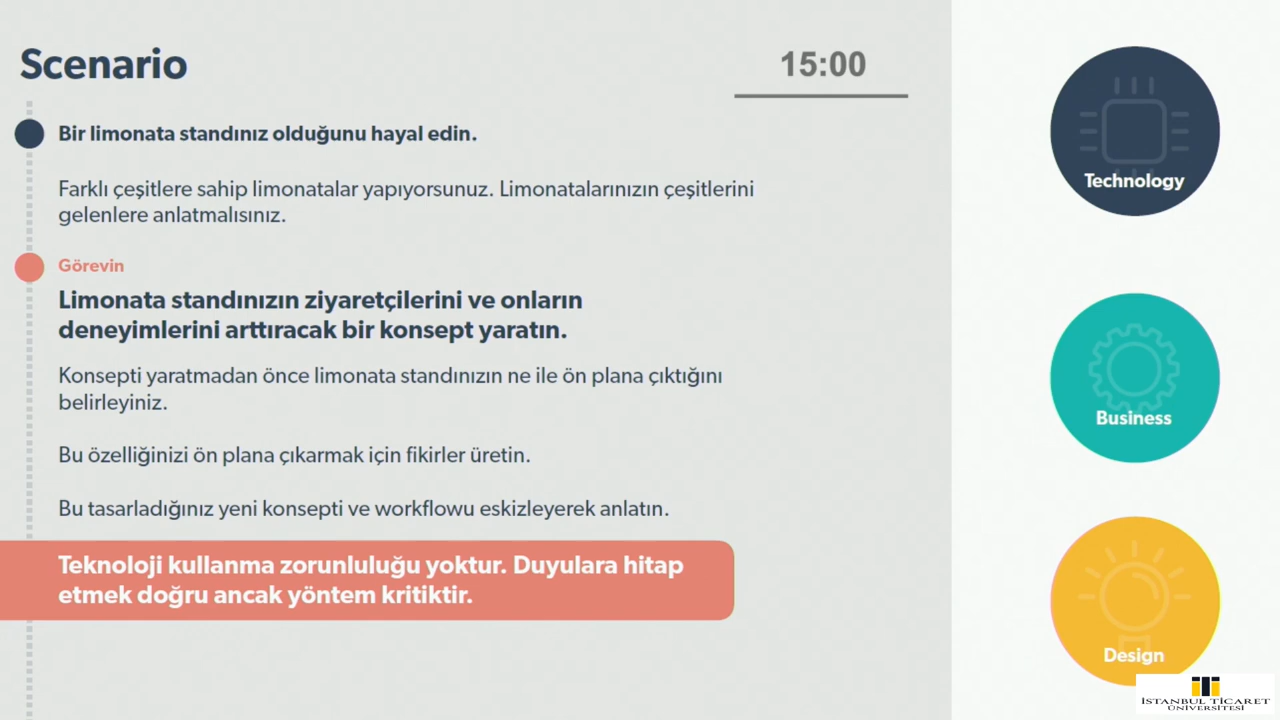 Scenario
15:00
Bir limonata standınız olduğunu hayal edin.
Farklı çeşitlere sahip limonatalar yapıyorsunuz. Limonatalarınızın çeşitlerini
gelenlere anlatmalısınız.
Görevin
Limonata standınızın ziyaretçilerini ve onların
deneyimlerini arttıracak bir konsept yaratın.
Konsepti yaratmadan önce limonata standınızın ne ile ön plana çıktığını
belirleyiniz.
Bu özelliğinizi ön plana çıkarmak için fikirler üretin.
Bu tasarladığınız yeni konsepti ve workflowu eskizleyerek anlatın.
Teknoloji kullanma zorunluluğu yoktur. Duyulara hitap
etmek doğru ancak yöntem kritiktir.
Technology
Business
Design
İSTANBUL TİCARET
ÜNİVERSİTESİ